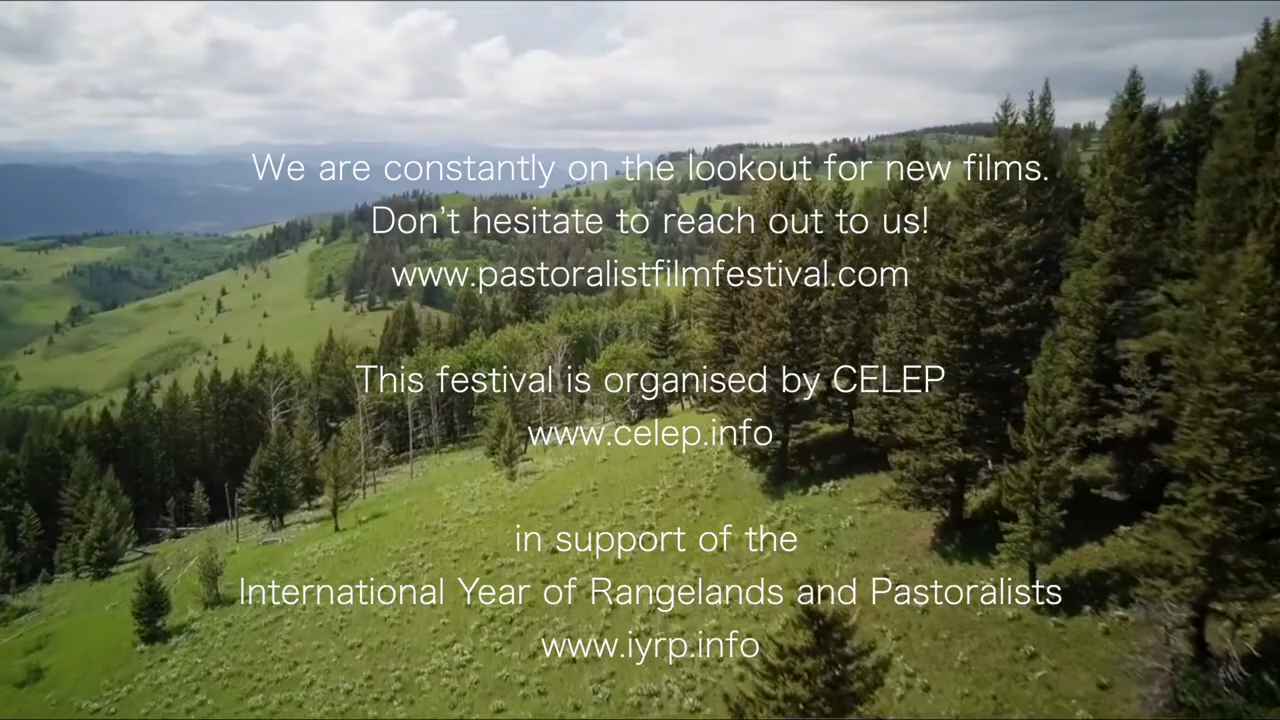 We are constantly on the lookout for new films.
Don't hesitate to reach out to us!
www.pastoralistfilmfestival.com
This festival is organised by CELEP
www.celep.info
in support of the
International Year of Rangelands and Pastoralists
www.iyrp.info